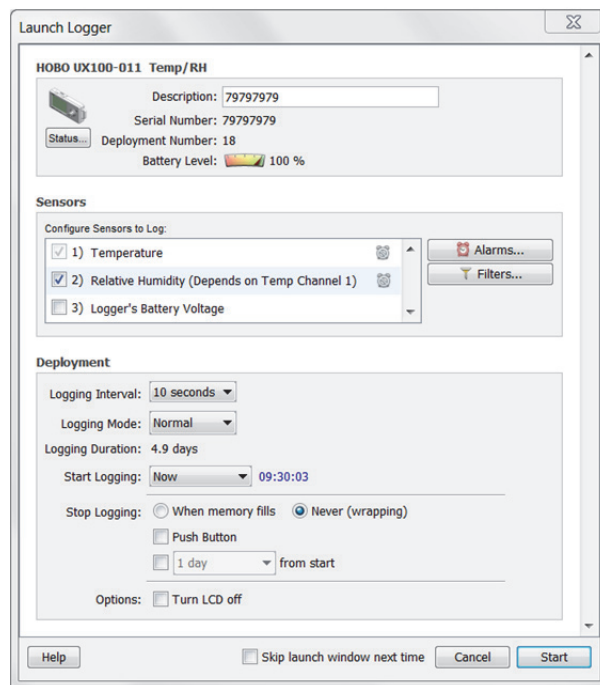 Launch Logger
HOBO UX100-011 Temp/RH
Description: 79797979
Serial Number: 79797979
Status... Deployment Number: 18
Battery Level: 100 %
Sensors
Configure Sensors to Log:
1) Temperature
Alarms...
2) Relative Humidity (Depends on Temp Channel 1)
Filters...
3) Logger's Battery Voltage
Deployment
Logging Interval: 10 seconds
Logging Mode: Normal
Logging Duration: 4.9 days
Start Logging: Now 09:30:03
Stop Logging: When memory fills Never (wrapping)
Push Button
1 day from start
Options: Turn LCD off
Help Skip launch window next time Cancel Start